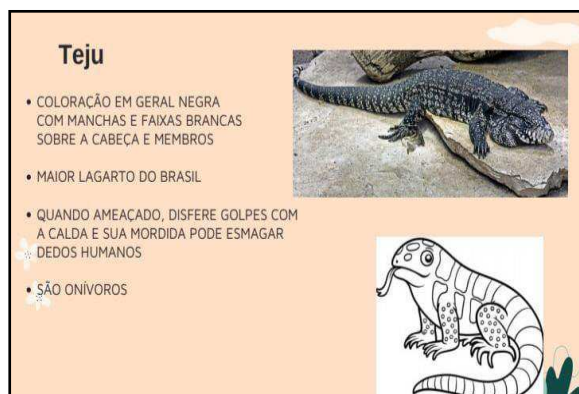 Teju
• COLORAÇÃO EM GERAL NEGRA
COM MANCHAS E FAIXAS BRANCAS
SOBRE A CABEÇA E MEMBROS
• MAIOR LAGARTO DO BRASIL
• QUANDO AMEAÇADO, DISFERE GOLPES COM
A CALDA E SUA MORDIDA PODE ESMAGAR
DEDOS HUMANOS
• SÃO ONÍVOROS